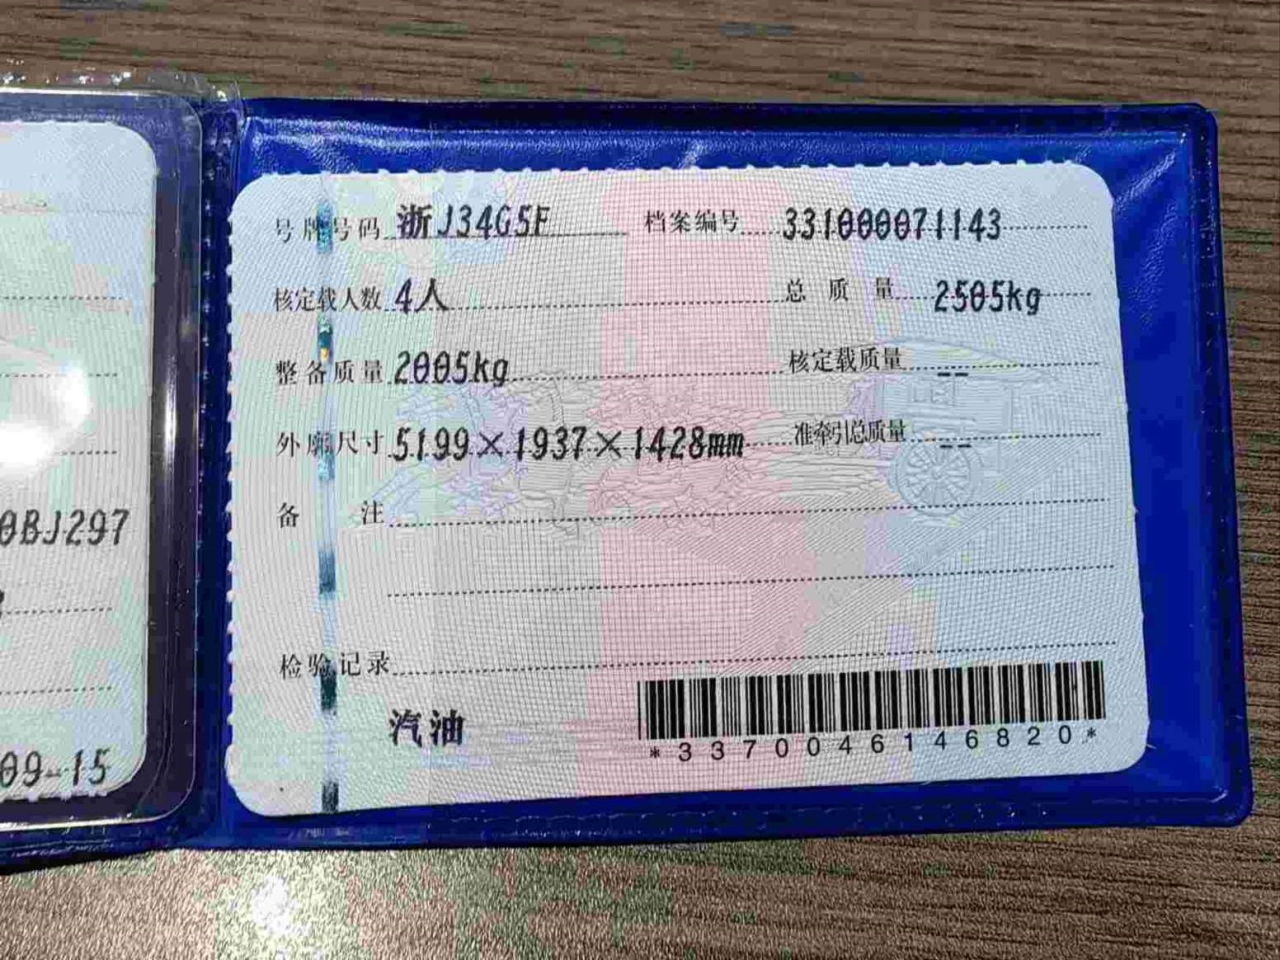 号牌号码 浙J34G5F 档案编号 331000071143
核定载人数 4人 总质量 2505kg
整备质量 2005kg 核定载质量 --
外廓尺寸 5199×1937×1428mm 准牵引总质量 --
备注
检验记录
汽油
*3370046146820*
0BJ297
09-15